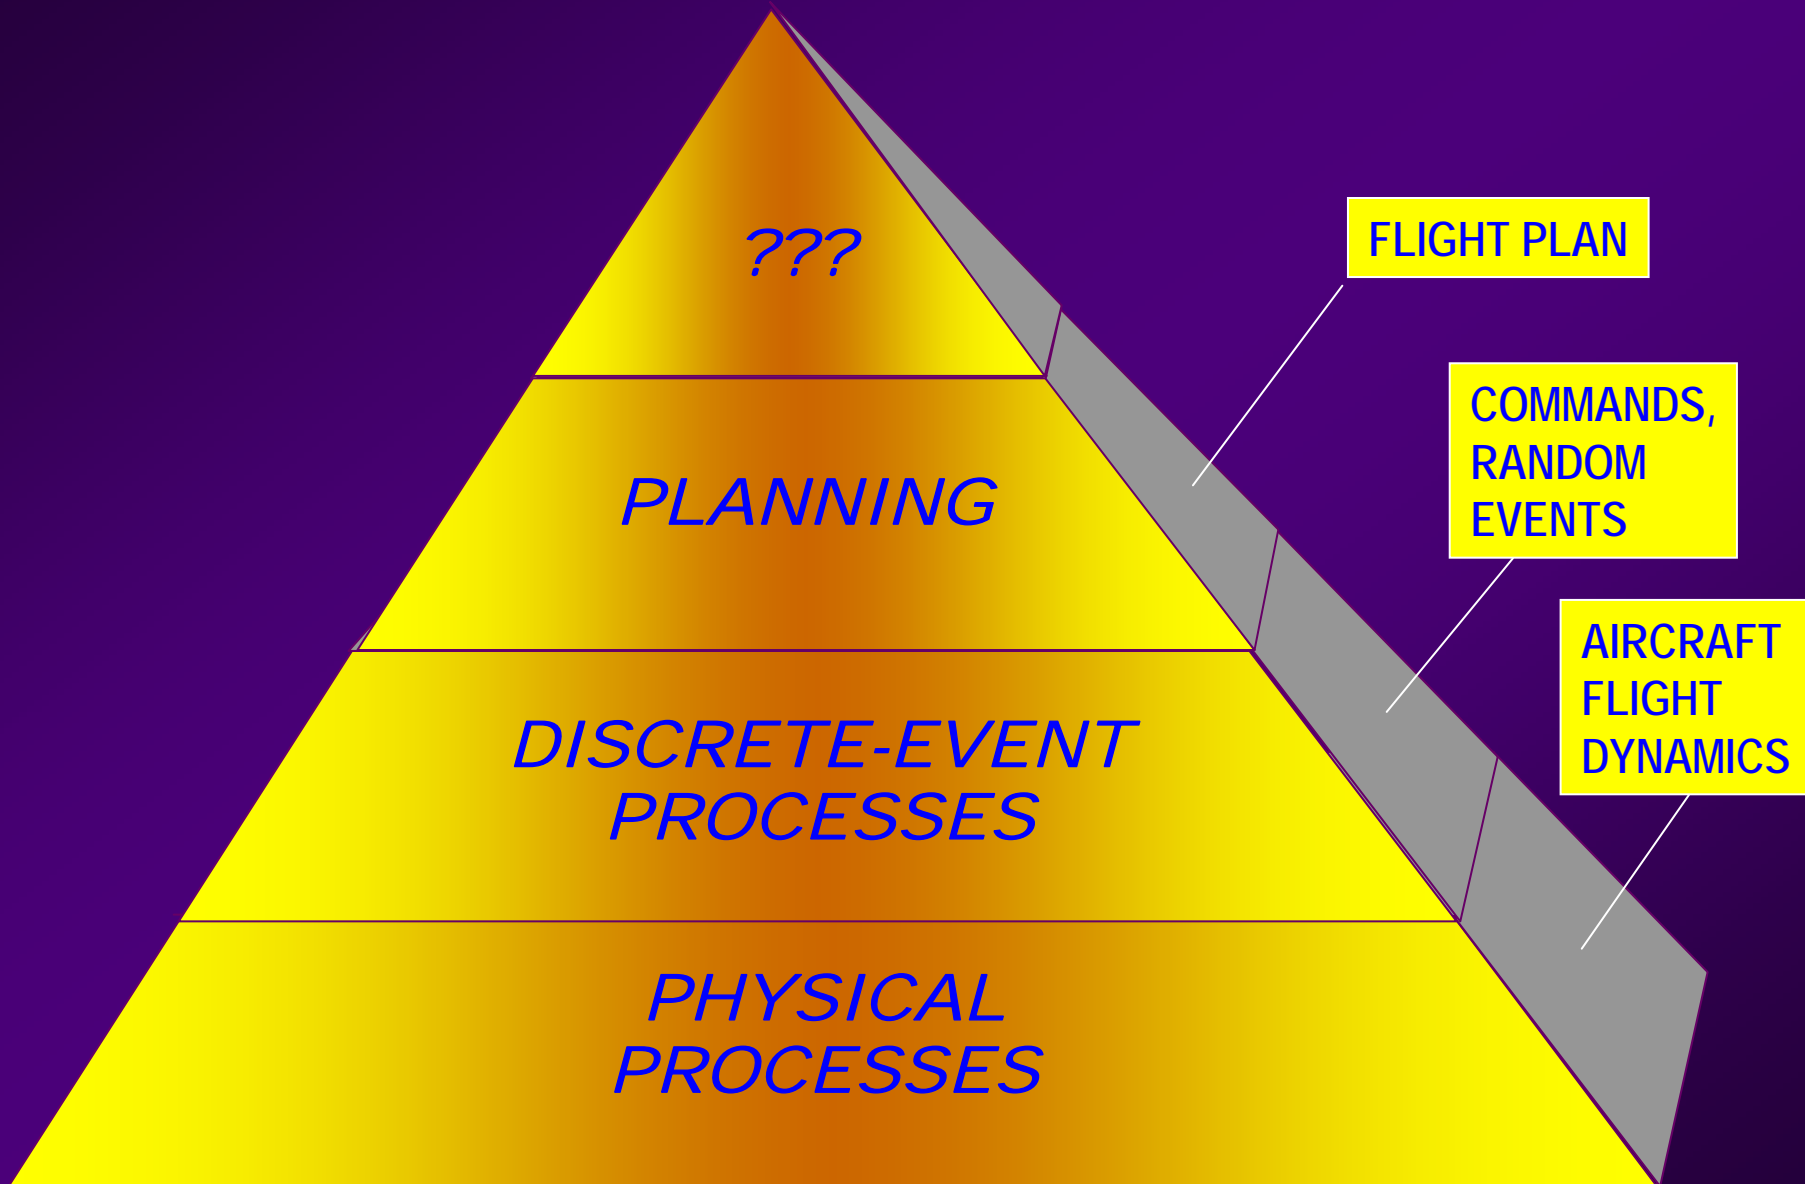 ???
FLIGHT PLAN
PLANNING
COMMANDS,
RANDOM
EVENTS
DISCRETE-EVENT
PROCESSES
AIRCRAFT
FLIGHT
DYNAMICS
PHYSICAL
PROCESSES